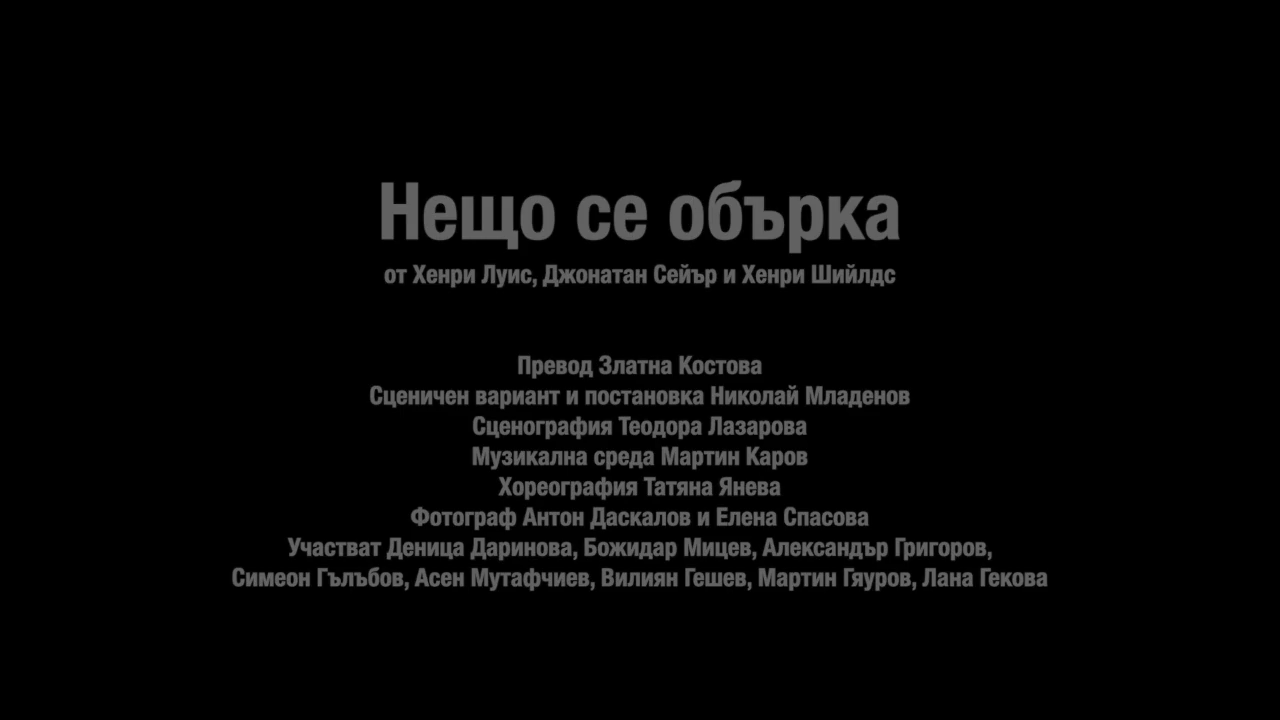 Нещо се обърка
от Хенри Луис, Джонатан Сейър и Хенри Шийлдс
Превод Златна Костова
Сценичен вариант и постановка Николай Младенов
Сценография Теодора Лазарова
Музикална среда Мартин Каров
Хореография Татяна Янева
Фотограф Антон Даскалов и Елена Спасова
Участват Деница Даринова, Божидар Мицев, Александър Григоров,
Симеон Гълъбов, Асен Мутафчиев, Вилиян Гешев, Мартин Гяуров, Лана Гекова